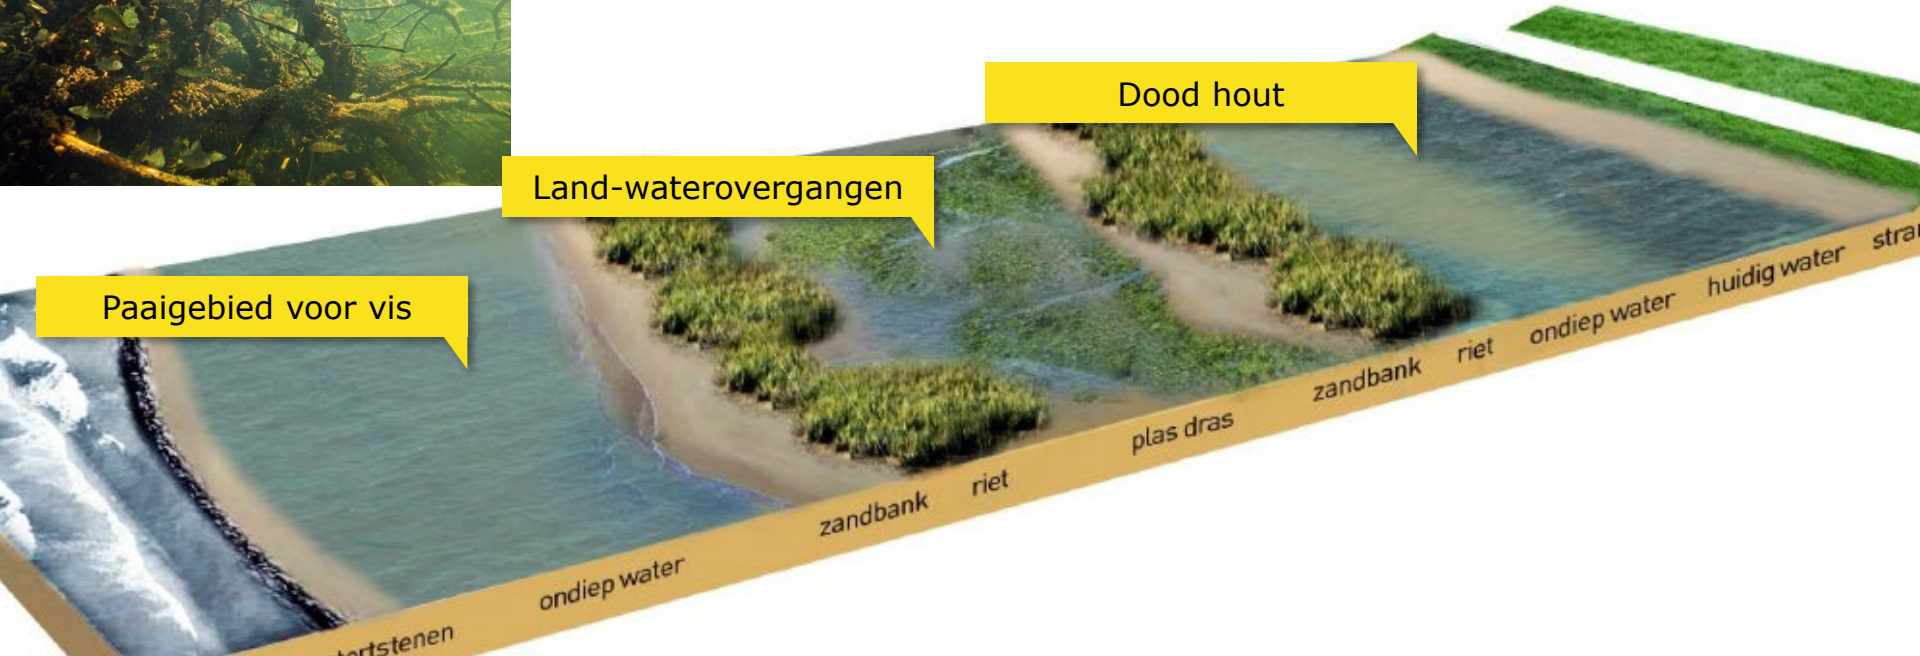 Dood hout
Land-waterovergangen
Paaigebied voor vis
ondiep water
zandbank
riet
plas dras
zandbank
riet
ondiep water
huidig water